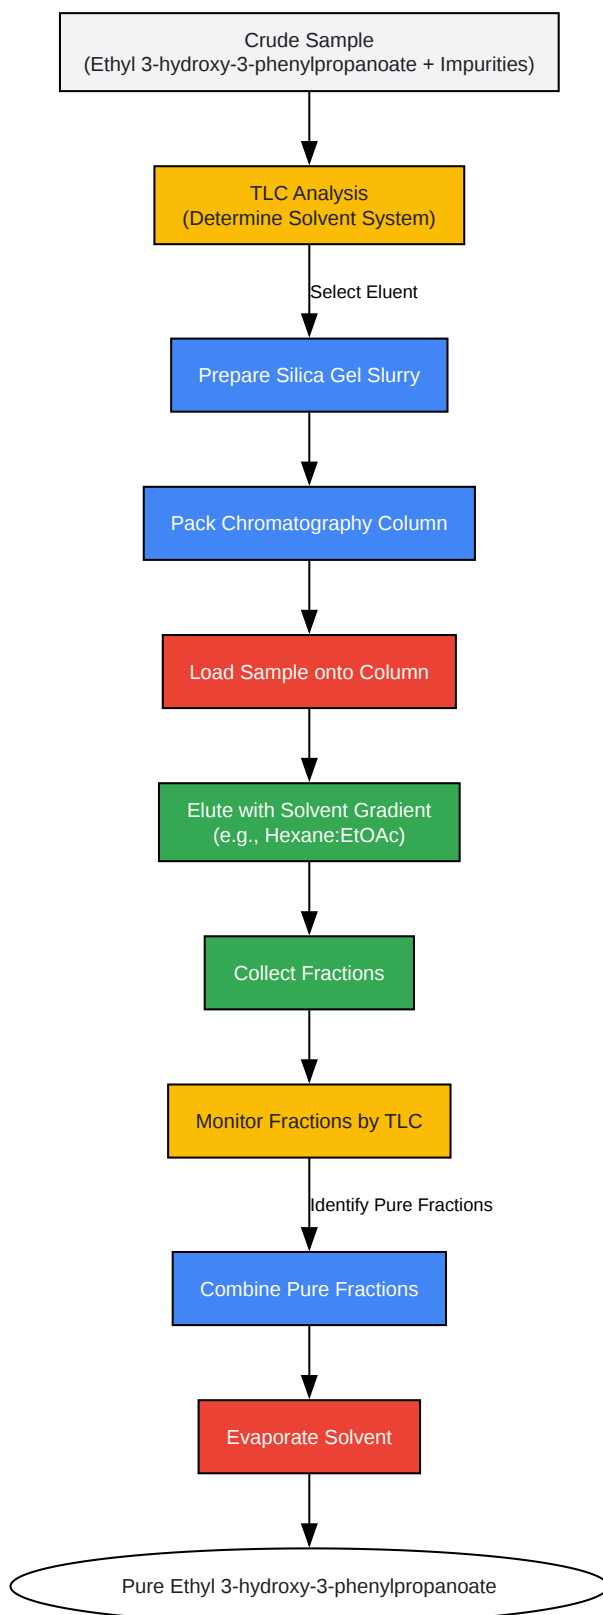 Crude Sample
(Ethyl 3-hydroxy-3-phenylpropanoate + Impurities)
TLC Analysis
(Determine Solvent System)
Select Eluent
Prepare Silica Gel Slurry
Pack Chromatography Column
Load Sample onto Column
Elute with Solvent Gradient
(e.g., Hexane:EtOAc)
Collect Fractions
Monitor Fractions by TLC
Identify Pure Fractions
Combine Pure Fractions
Evaporate Solvent
Pure Ethyl 3-hydroxy-3-phenylpropanoate